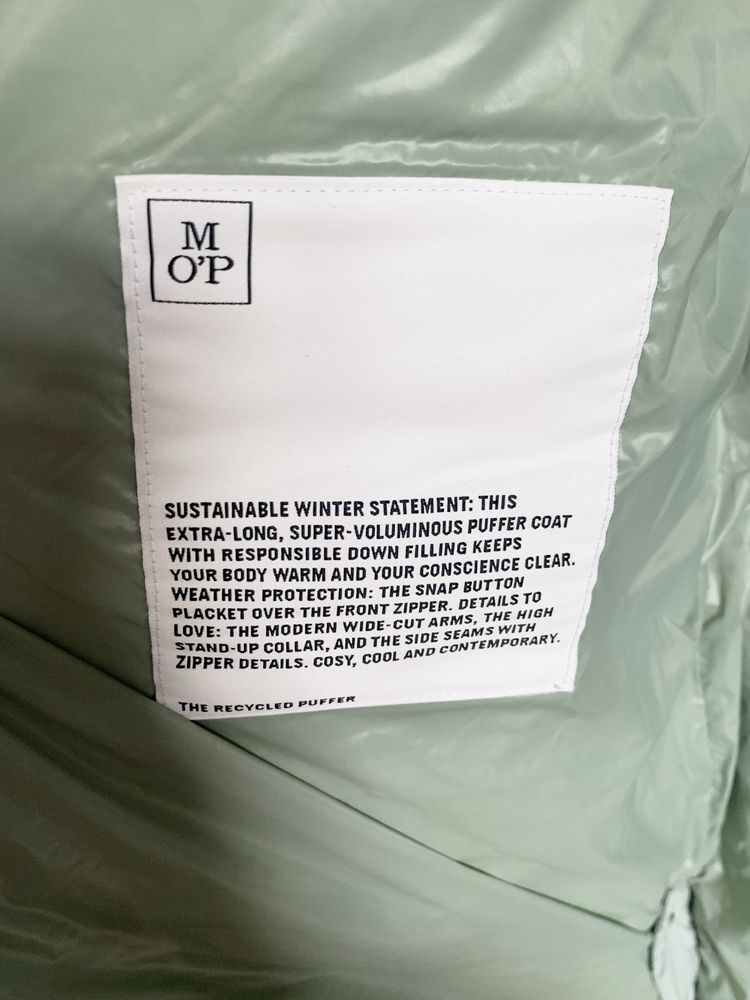 M
O'P
SUSTAINABLE WINTER STATEMENT: THIS
EXTRA-LONG, SUPER-VOLUMINOUS PUFFER COAT
WITH RESPONSIBLE DOWN FILLING KEEPS
YOUR BODY WARM AND YOUR CONSCIENCE CLEAR.
WEATHER PROTECTION: THE SNAP BUTTON
PLACKET OVER THE FRONT ZIPPER. DETAILS TO
LOVE: THE MODERN WIDE-CUT ARMS, THE HIGH
STAND-UP COLLAR, AND THE SIDE SEAMS WITH
ZIPPER DETAILS. COSY, COOL AND CONTEMPORARY.
THE RECYCLED PUFFER